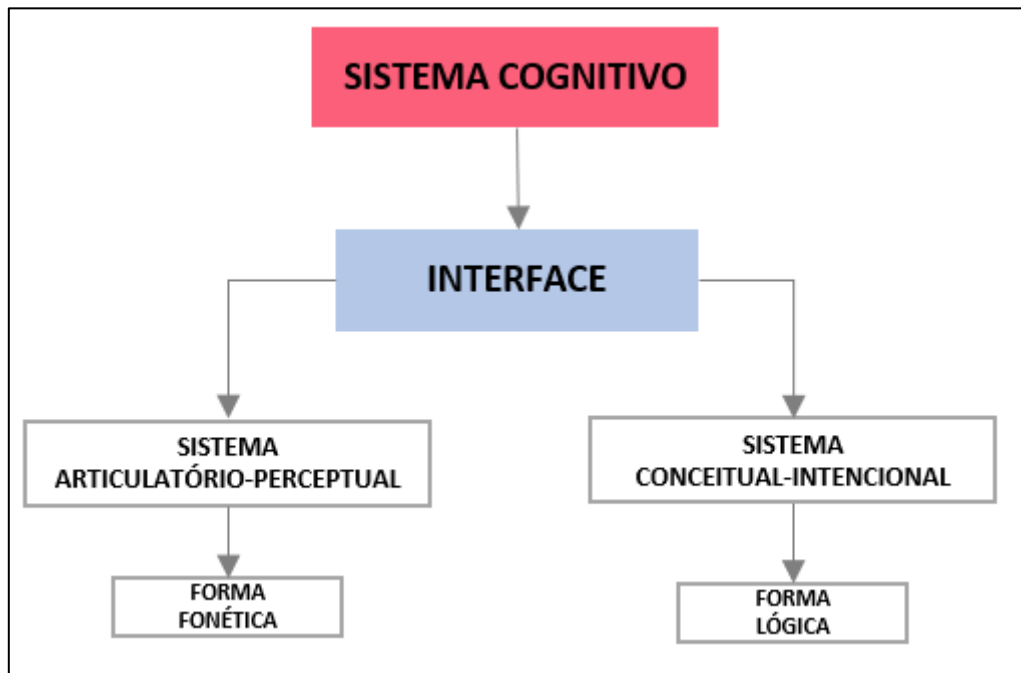 SISTEMA COGNITIVO
INTERFACE
SISTEMA
ARTICULATÓRIO-PERCEPTUAL
SISTEMA
CONCEITUAL-INTENCIONAL
FORMA
FONÉTICA
FORMA
LÓGICA